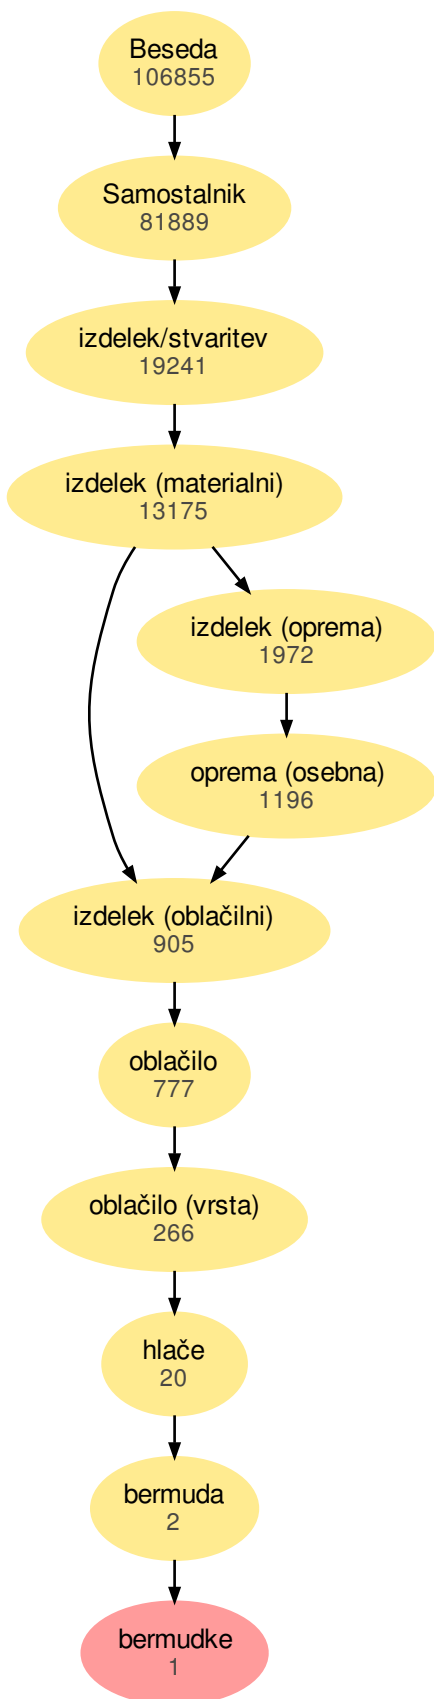 Beseda
106855
Samostalnik
81889
izdelek/stvaritev
19241
izdelek (materialni)
13175
izdelek (oprema)
1972
oprema (osebna)
1196
izdelek (oblačilni)
905
oblačilo
777
oblačilo (vrsta)
266
hlače
20
bermuda
2
bermudke
1